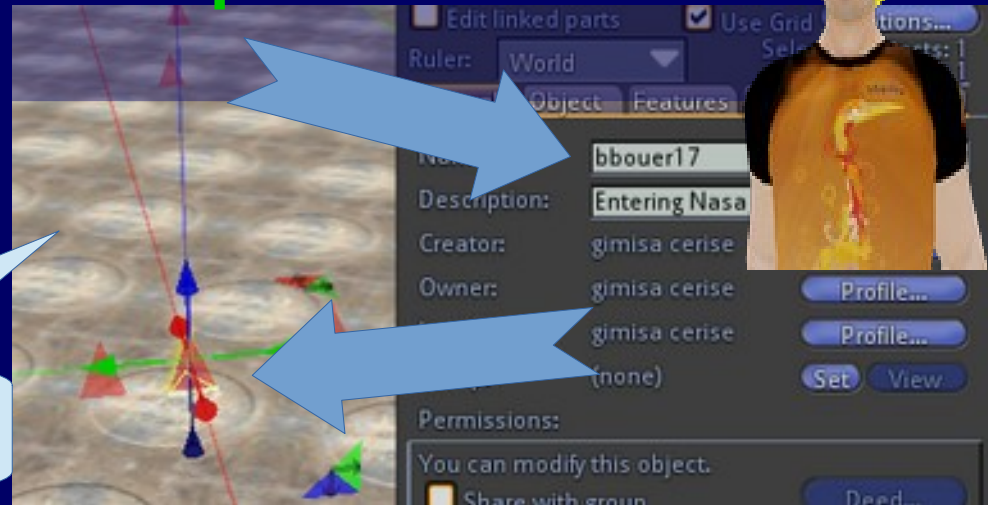 Edit linked parts
Use Grid
tions...
Ruler: World
Object Features
bbouer17
Description: Entering Nasa
Creator: gimisa cerise
Owner: gimisa cerise Profile...
gimisa cerise Profile...
(none) Set View
Permissions:
You can modify this object.
Share with group
Deed...